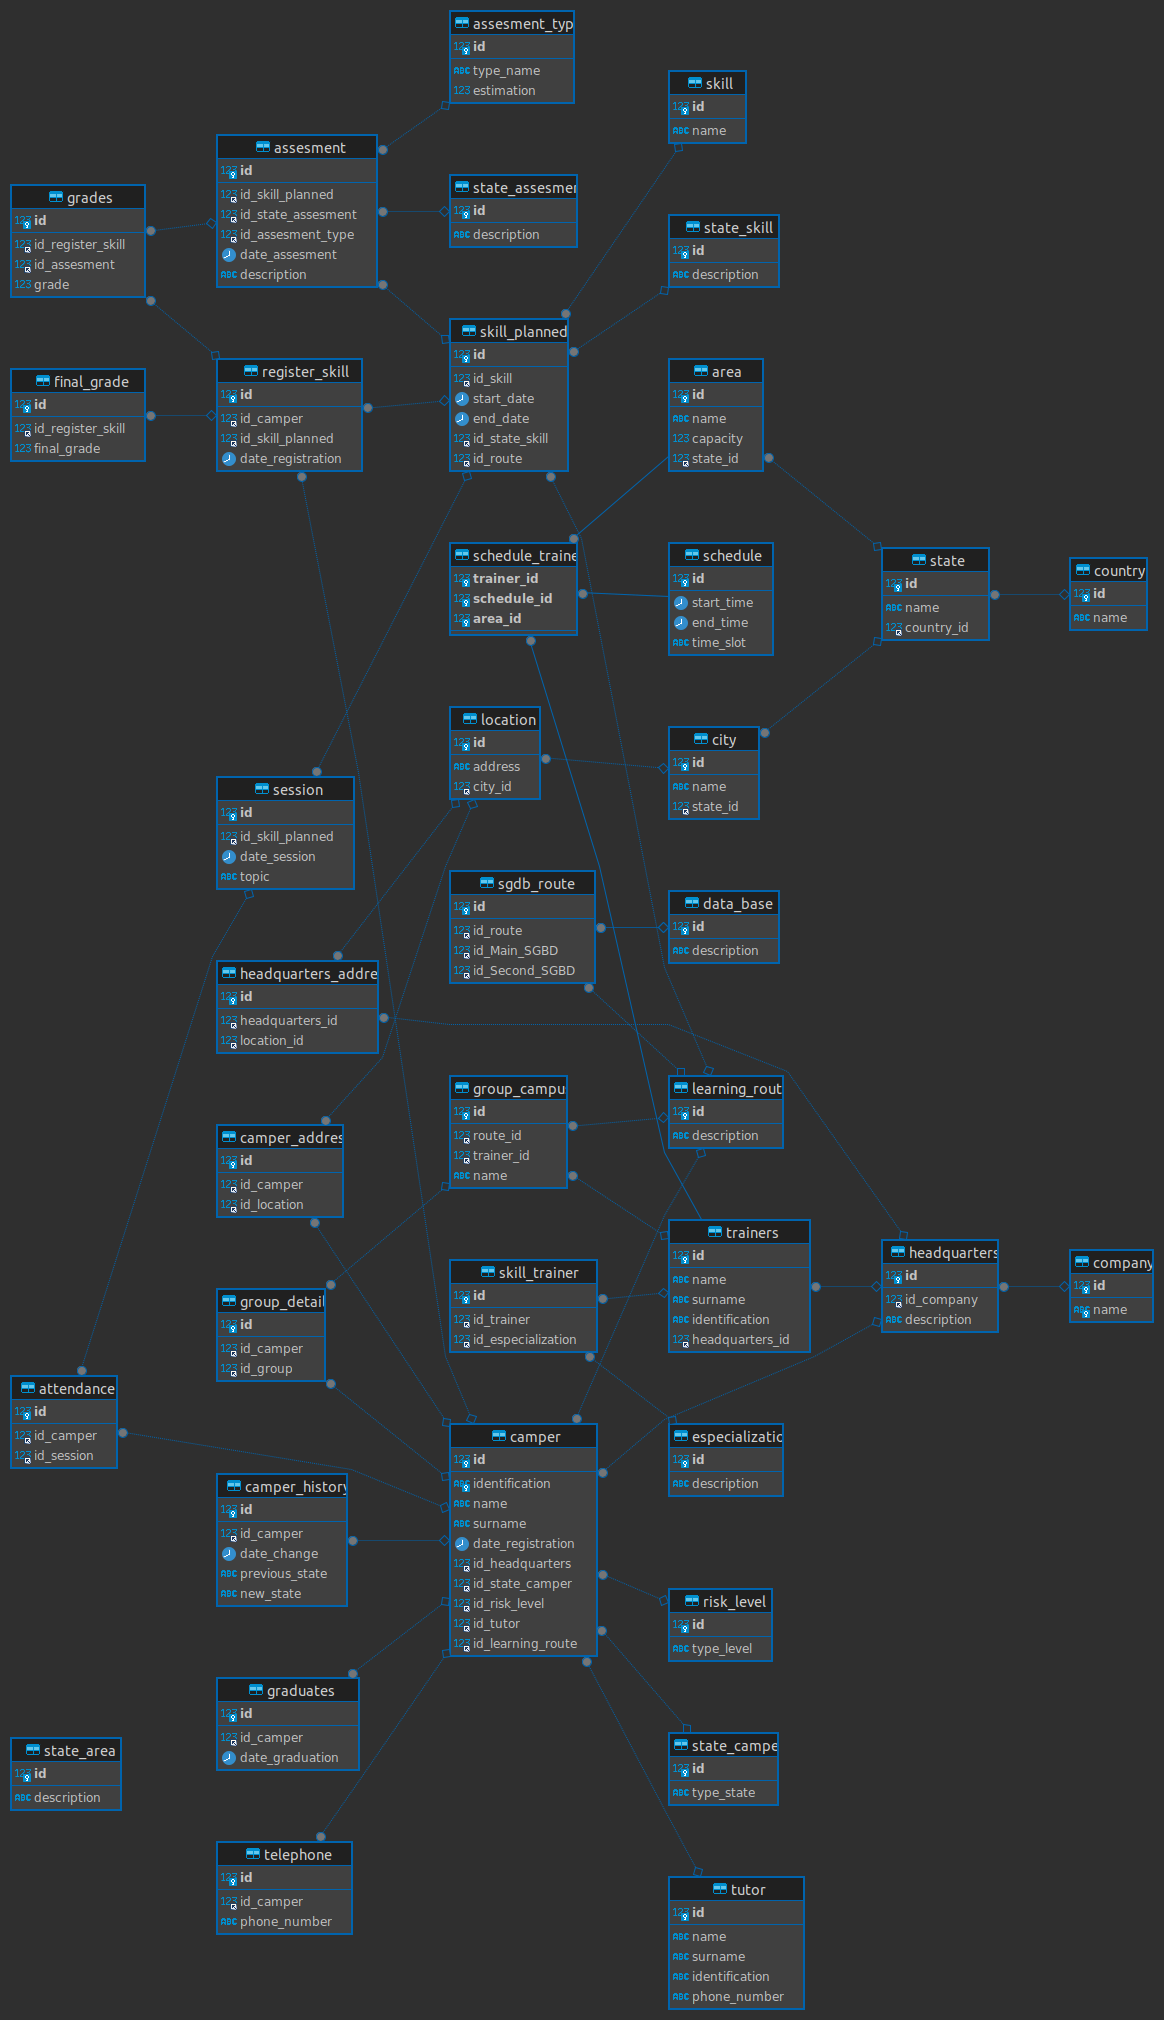 assesment_typ
id
type_name
estimation
skill
id
name
assesment
id
id_skill_planned
id_state_assesment
id_assesment_type
date_assesment
description
state_assesmen
id
description
grades
id
id_register_skill
id_assesment
grade
state_skill
id
description
skill_planned
id
id_skill
start_date
end_date
id_state_skill
id_route
register_skill
id
id_camper
id_skill_planned
date_registration
area
id
name
capacity
state_id
final_grade
id
id_register_skill
final_grade
schedule_traine
trainer_id
schedule_id
area_id
schedule
id
start_time
end_time
time_slot
state
id
name
country_id
country
id
name
location
id
address
city_id
city
id
name
state_id
session
id
id_skill_planned
date_session
topic
sgdb_route
id
id_route
id_Main_SGBD
id_Second_SGBD
data_base
id
description
headquarters_addre
id
headquarters_id
location_id
group_campu
id
route_id
trainer_id
name
learning_rout
id
description
camper_addres
id
id_camper
id_location
trainers
id
name
surname
identification
headquarters_id
headquarters
id
id_company
description
company
id
name
skill_trainer
id
id_trainer
id_especialization
group_detail
id
id_camper
id_group
attendance
id
id_camper
id_session
camper
id
identification
name
surname
date_registration
id_headquarters
id_state_camper
id_risk_level
id_tutor
id_learning_route
especializatio
id
description
camper_history
id
id_camper
date_change
previous_state
new_state
risk_level
id
type_level
graduates
id
id_camper
date_graduation
state_area
id
description
state_campe
id
type_state
telephone
id
id_camper
phone_number
tutor
id
name
surname
identification
phone_number